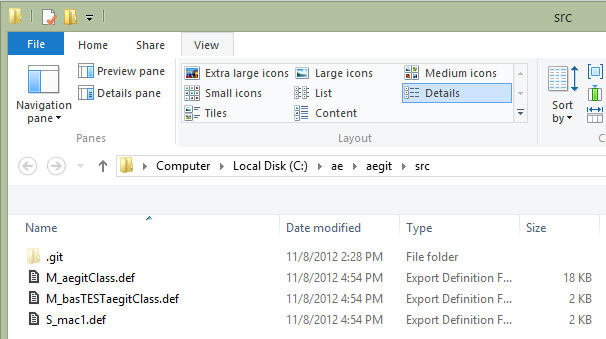 src
File Home Share View
Navigation pane
Preview pane
Details pane
Panes
Extra large icons Large icons Medium icons
Small icons List Details
Tiles Content
Layout
Sort by
C
Computer Local Disk (C:) ae aegit src
Name Date modified Type Size
.git 11/8/2012 2:28 PM File folder
M_aegitClass.def 11/8/2012 4:54 PM Export Definition F... 18 KB
M_basTESTaegitClass.def 11/8/2012 4:54 PM Export Definition F... 2 KB
S_mac1.def 11/8/2012 4:54 PM Export Definition F... 2 KB